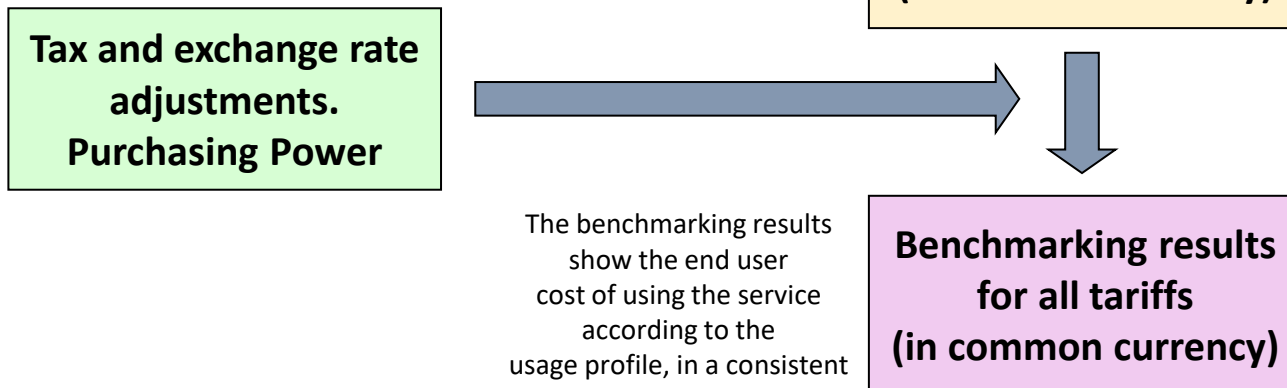 Tax and exchange rate
adjustments.
Purchasing Power
The benchmarking results
show the end user
cost of using the service
according to the
usage profile, in a consistent
Benchmarking results
for all tariffs
(in common currency)